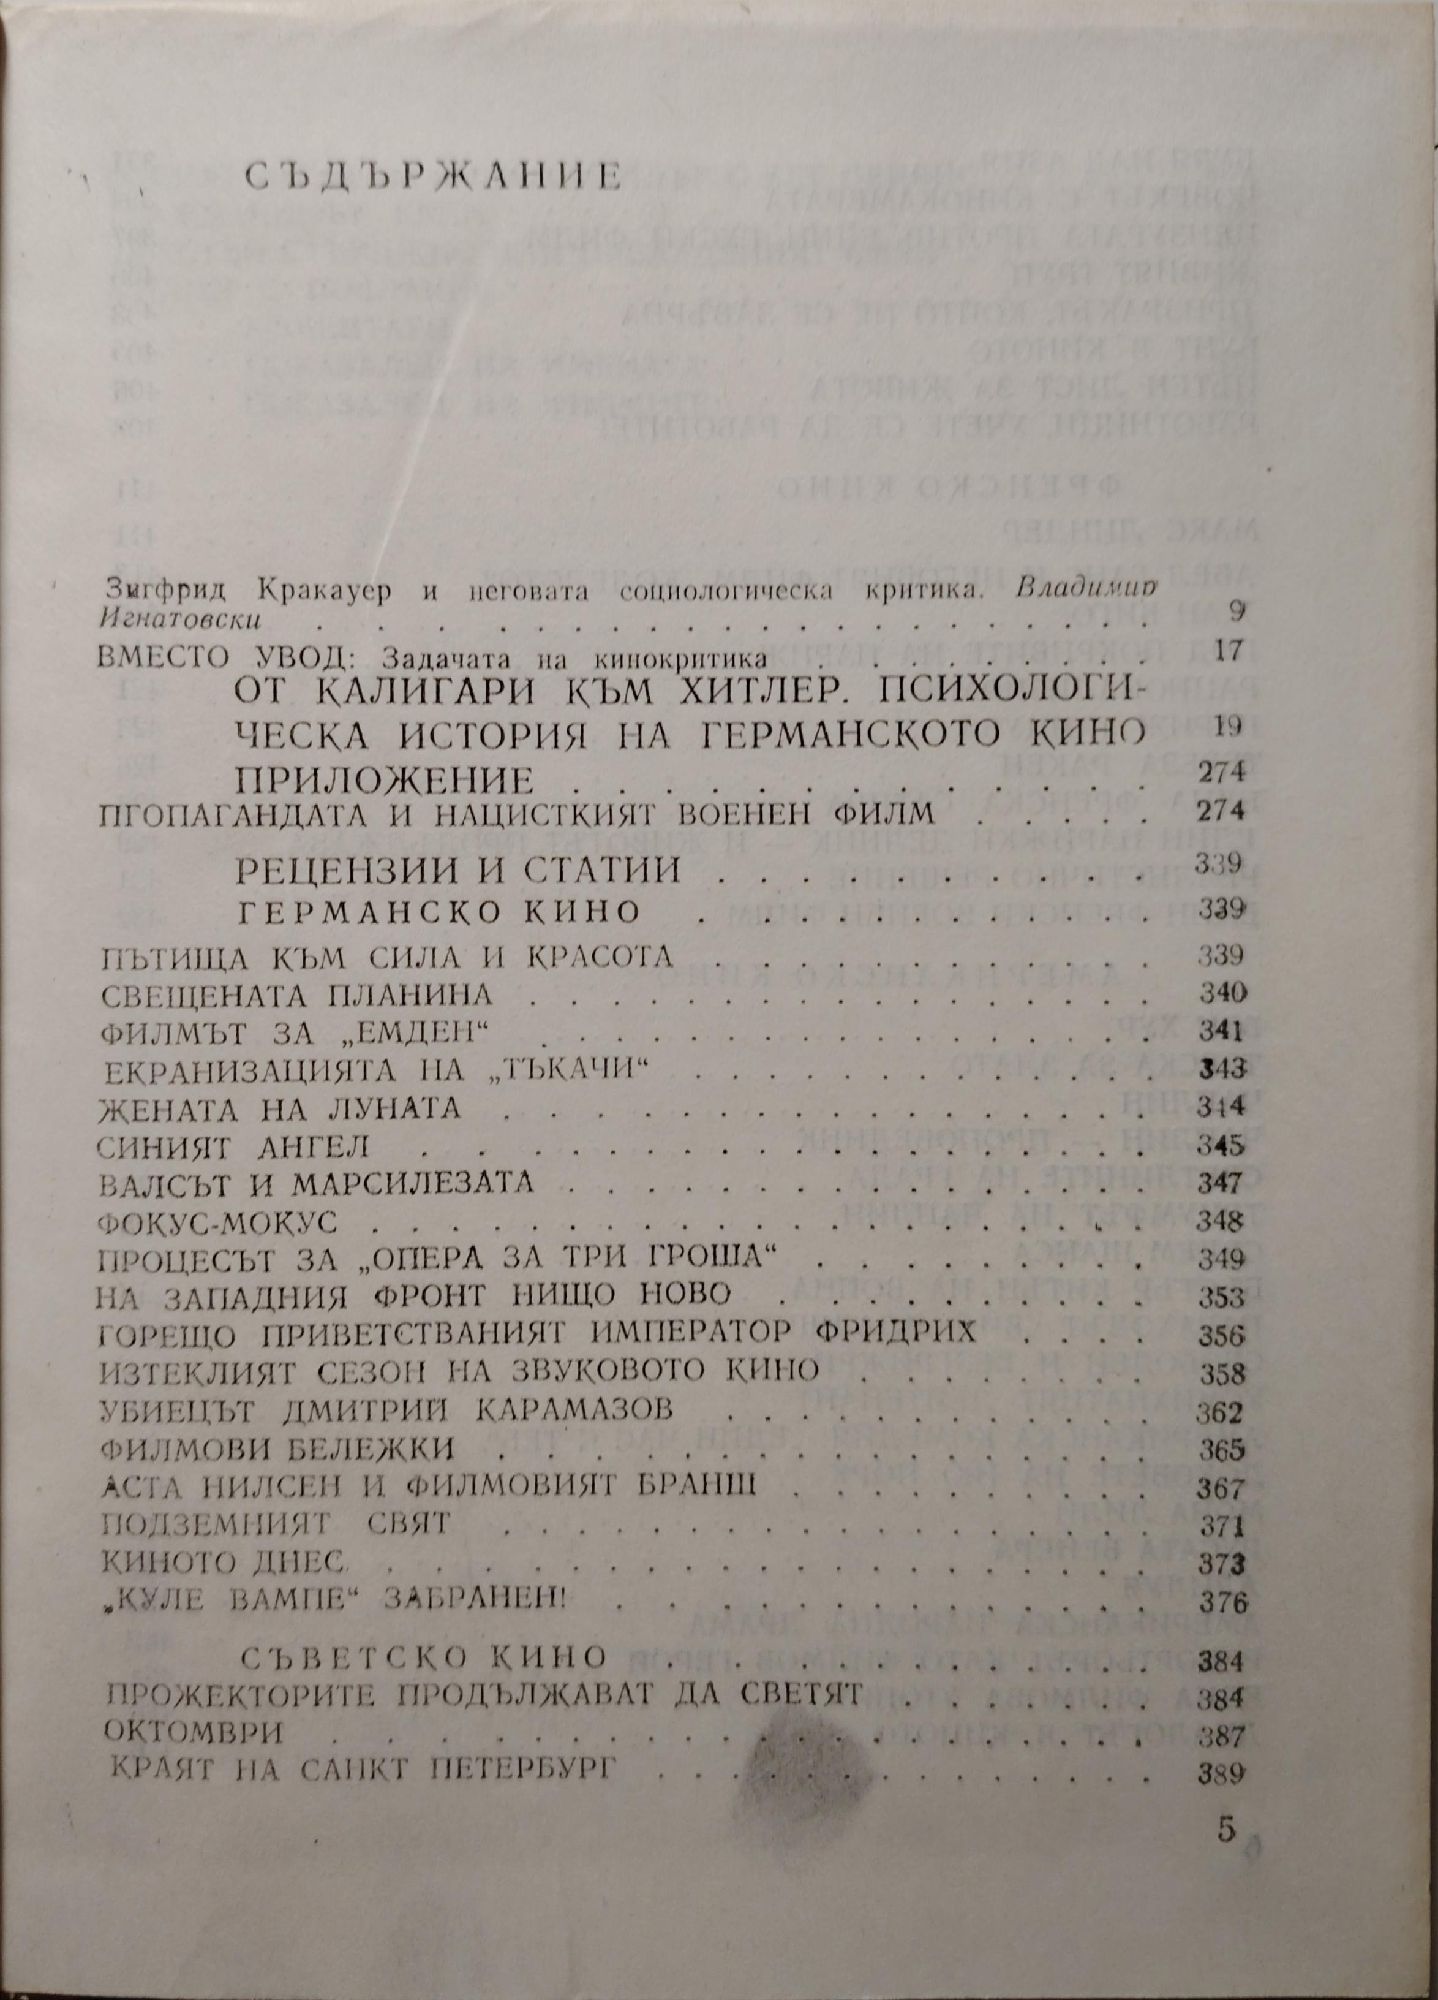 СЪДЪРЖАНИЕ
Зигфрид Кракауер и неговата социологическа критика. Владимир
Игнатовски . . . . . . . . . . . . . . . . . . . 9
ВМЕСТО УВОД: Задачата на кинокритика . . . . . . . . . 17
ОТ КАЛИГАРИ КЪМ ХИТЛЕР. ПСИХОЛОГИ-
ЧЕСКА ИСТОРИЯ НА ГЕРМАНСКОТО КИНО 19
ПРИЛОЖЕНИЕ . . . . . . . . . . . . . 274
ПРОПАГАНДАТА И НАЦИСТКИЯТ ВОЕНЕН ФИЛМ . . . . . 274
РЕЦЕНЗИИ И СТАТИИ . . . . . . . . . . . 339
ГЕРМАНСКО КИНО . . . . . . . . . . . 339
ПЪТИЩА КЪМ СИЛА И КРАСОТА . . . . . . . . . . . . . 339
СВЕЩЕНАТА ПЛАНИНА . . . . . . . . . . . . . . . . 340
ФИЛМЪТ ЗА „ЕМДЕН“ . . . . . . . . . . . . . . . . 341
ЕКРАНИЗАЦИЯТА НА „ТЪКАЧИ“ . . . . . . . . . . . . . 343
ЖЕНАТА НА ЛУНАТА . . . . . . . . . . . . . . . . 344
СИНИЯТ АНГЕЛ . . . . . . . . . . . . . . . . . . 345
ВАЛСЪТ И МАРСИЛЕЗАТА . . . . . . . . . . . . . . . 347
ФОКУС-МОКУС . . . . . . . . . . . . . . . . . . . 348
ПРОЦЕСЪТ ЗА „ОПЕРА ЗА ТРИ ГРОША“ . . . . . . . . . 349
НА ЗАПАДНИЯ ФРОНТ НИЩО НОВО . . . . . . . . . . 353
ГОРЕЩО ПРИВЕТСТВАНИЯТ ИМПЕРАТОР ФРИДРИХ . . . . 356
ИЗТЕКЛИЯТ СЕЗОН НА ЗВУКОВОТО КИНО . . . . . . . . 358
УБИЕЦЪТ ДМИТРИЙ КАРАМАЗОВ . . . . . . . . . . . . 362
ФИЛМОВИ БЕЛЕЖКИ . . . . . . . . . . . . . . . . . 365
АСТА НИЛСЕН И ФИЛМОВИЯТ БРАНШ . . . . . . . . . . 367
ПОДЗЕМНИЯТ СВЯТ . . . . . . . . . . . . . . . . 371
КИНОТО ДНЕС . . . . . . . . . . . . . . . . . . . 373
„КУЛЕ ВАМПЕ“ ЗАБРАНЕН! . . . . . . . . . . . . . . 376
СЪВЕТСКО КИНО . . . . . . . . . . . . . 384
ПРОЖЕКТОРИТЕ ПРОДЪЛЖАВАТ ДА СВЕТЯТ . . . . . . . 384
ОКТОМВРИ . . . . . . . . . . . . . . . . . . . . 387
КРАЯТ НА САНКТ ПЕТЕРБУРГ . . . . . . . . . . . . . 389
5